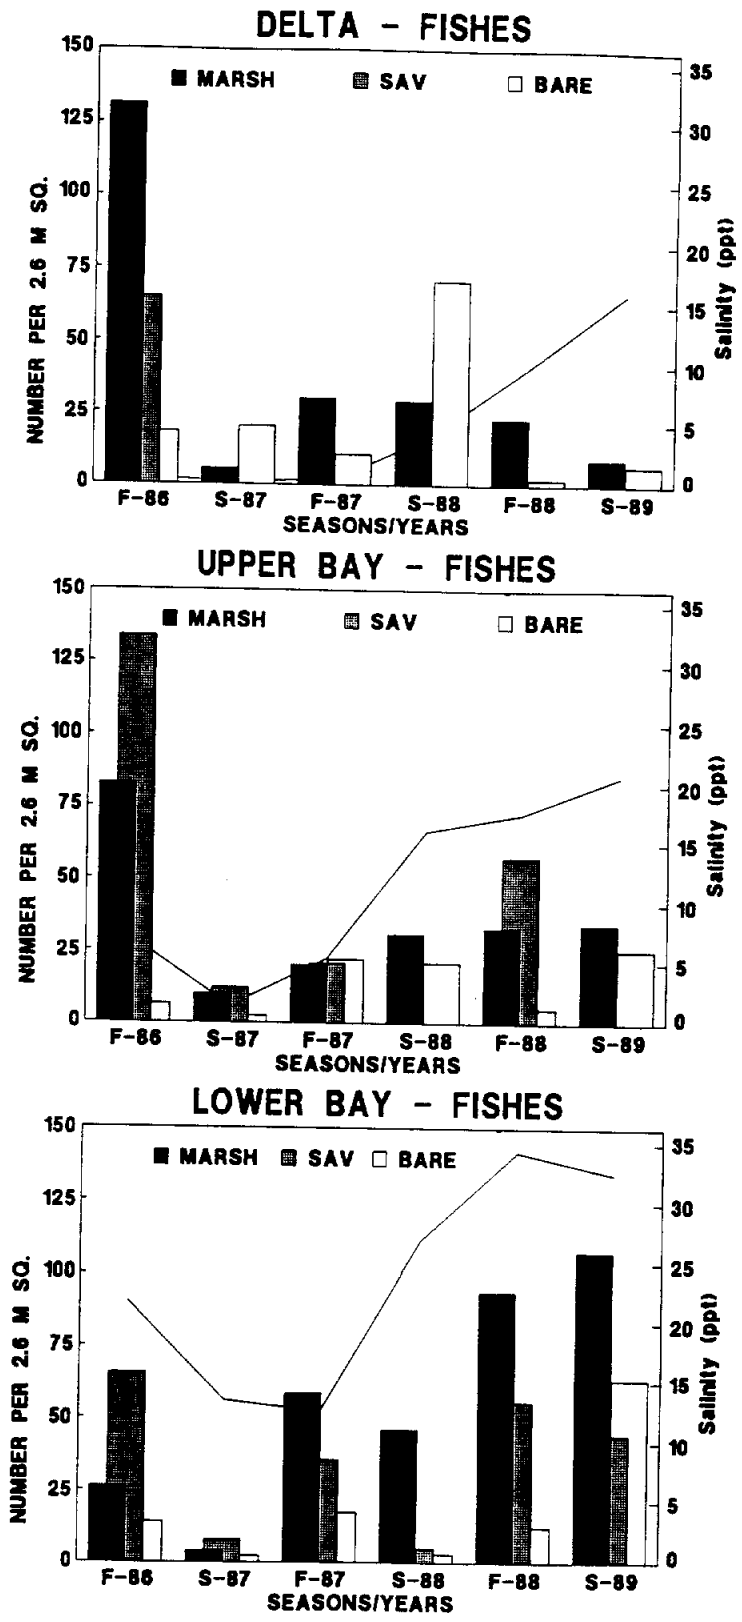 DELTA – FISHES
MARSH SAV BARE
150
125
100
75
50
25
0
NUMBER PER 2.6 M SQ.
35
30
25
20
15
10
5
0
Salinity (ppt)
F-86 S-87 F-87 S-88 F-88 S-89
SEASONS/YEARS
UPPER BAY – FISHES
MARSH SAV BARE
150
125
100
75
50
25
0
NUMBER PER 2.6 M SQ.
35
30
25
20
15
10
5
0
Salinity (ppt)
F-86 S-87 F-87 S-88 F-88 S-89
SEASONS/YEARS
LOWER BAY – FISHES
MARSH SAV BARE
150
125
100
75
50
25
0
NUMBER PER 2.6 M SQ.
35
30
25
20
15
10
5
0
Salinity (ppt)
F-86 S-87 F-87 S-88 F-88 S-89
SEASONS/YEARS